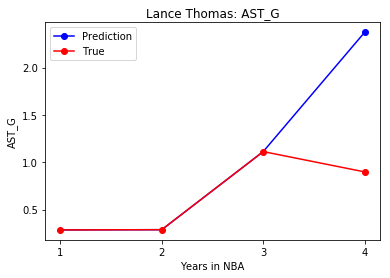 Lance Thomas: AST_G
Prediction
True
AST_G
2.0
1.5
1.0
0.5
1 2 3 4
Years in NBA